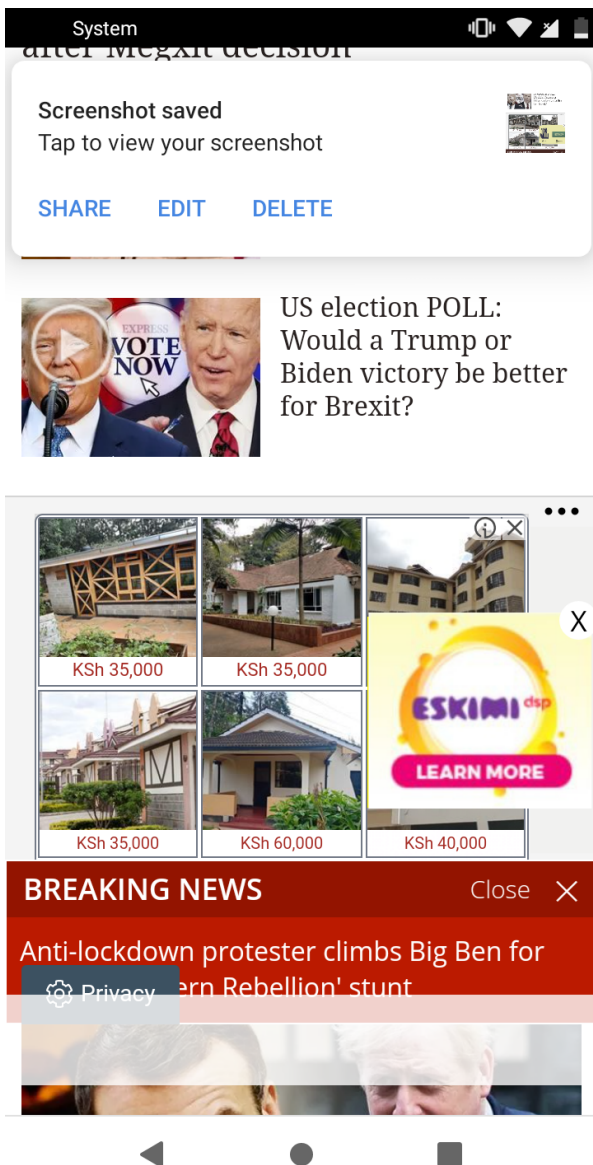 System
after Megxit decision
Screenshot saved
Tap to view your screenshot
SHARE EDIT DELETE
EXPRESS
VOTE
NOW
US election POLL:
Would a Trump or
Biden victory be better
for Brexit?
KSh 35,000
KSh 35,000
X
ESKIMI dsp
LEARN MORE
KSh 35,000
KSh 60,000
KSh 40,000
BREAKING NEWS
Close
Anti-lockdown protester climbs Big Ben for
Privacy ern Rebellion' stunt